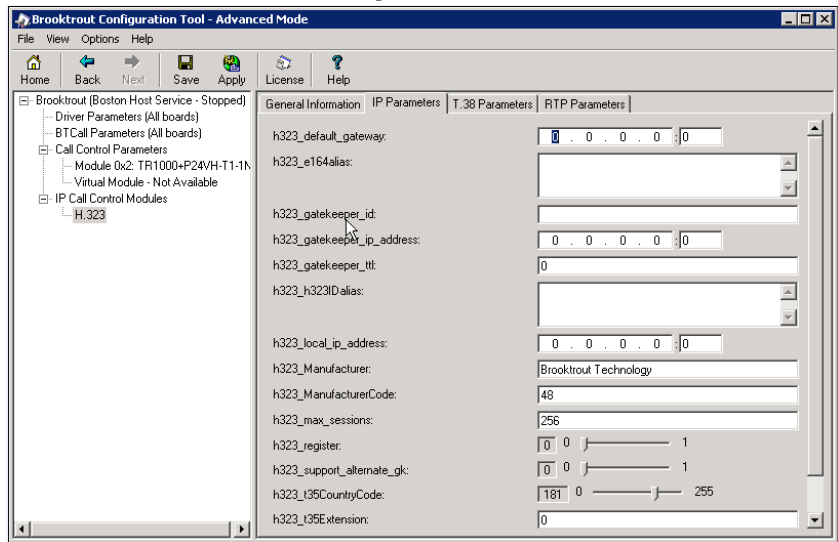 Brooktrout Configuration Tool - Advanced Mode
File View Options Help
Home Back Next Save Apply License Help
Brooktrout (Boston Host Service - Stopped)
Driver Parameters (All boards)
BTCall Parameters (All boards)
Call Control Parameters
Module 0x2: TR1000+P24VH-T1-1N
Virtual Module - Not Available
IP Call Control Modules
H.323
General Information IP Parameters T.38 Parameters RTP Parameters
h323_default_gateway: 0 . 0 . 0 . 0 : 0
h323_e164alias:
h323_gatekeeper_id:
h323_gatekeeper_ip_address: 0 . 0 . 0 . 0 : 0
h323_gatekeeper_ttl: 0
h323_h323IDalias:
h323_local_ip_address: 0 . 0 . 0 . 0 : 0
h323_Manufacturer: Brooktrout Technology
h323_ManufacturerCode: 48
h323_max_sessions: 256
h323_register: 0 0 1
h323_support_alternate_gk: 0 0 1
h323_t35CountryCode: 181 0 255
h323_t35Extension: 0